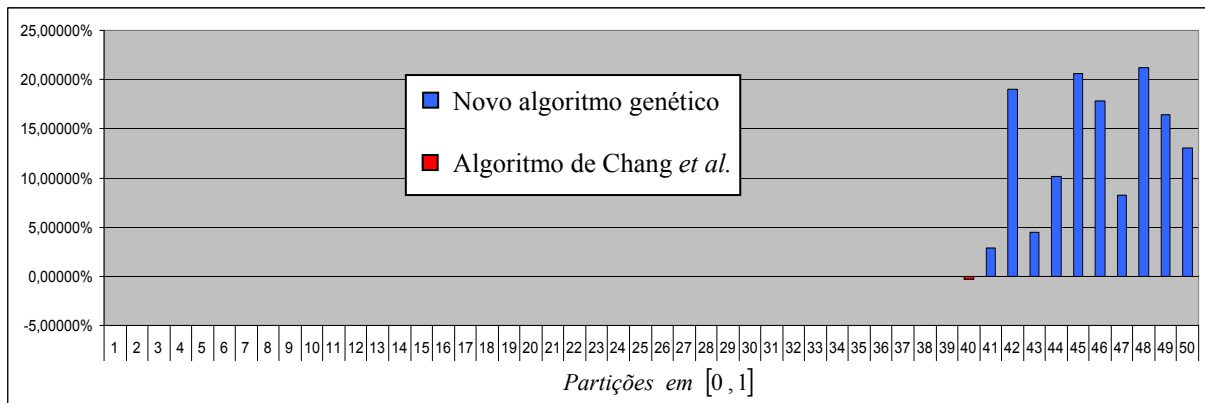 25,00000%
20,00000%
15,00000%
10,00000%
5,00000%
0,00000%
-5,00000%
Novo algoritmo genético
Algoritmo de Chang et al.
1 2 3 4 5 6 7 8 9 10 11 12 13 14 15 16 17 18 19 20 21 22 23 24 25 26 27 28 29 30 31 32 33 34 35 36 37 38 39 40 41 42 43 44 45 46 47 48 49 50
Partições em [0 , 1]